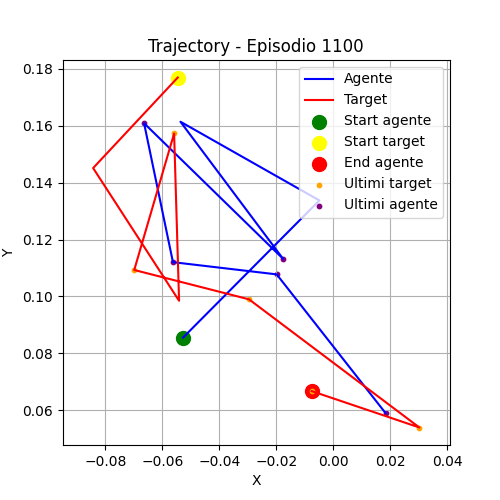 Trajectory - Episodio 1100
Agente
Target
Start agente
Start target
End agente
Ultimi target
Ultimi agente
Y
0.18
0.16
0.14
0.12
0.10
0.08
0.06
−0.08
−0.06
−0.04
−0.02
0.00
0.02
0.04
X